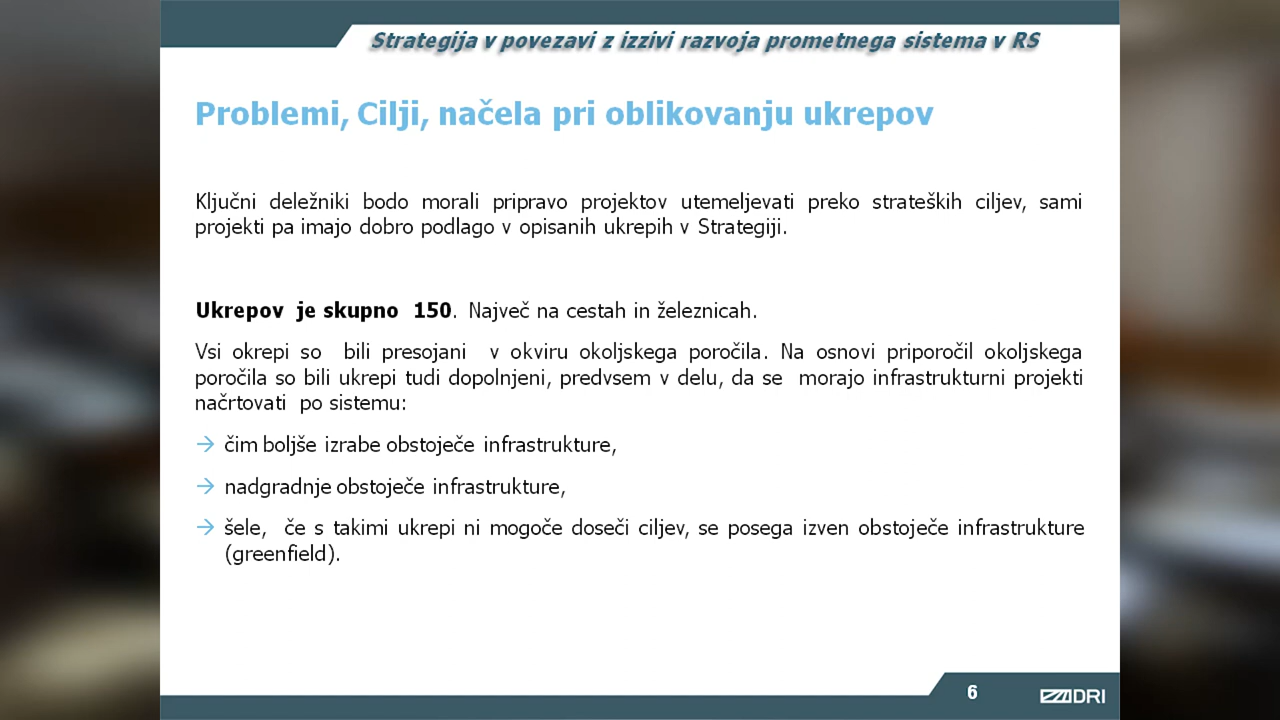 Strategija v povezavi z izzivi razvoja prometnega sistema v RS
Problemi, Cilji, načela pri oblikovanju ukrepov
Ključni deležniki bodo morali pripravo projektov utemeljevati preko strateških ciljev, sami
projekti pa imajo dobro podlago v opisanih ukrepih v Strategiji.
Ukrepov je skupno 150. Največ na cestah in železnicah.
Vsi okrepi so bili presojani v okviru okoljskega poročila. Na osnovi priporočil okoljskega
poročila so bili ukrepi tudi dopolnjeni, predvsem v delu, da se morajo infrastrukturni projekti
načrtovati po sistemu:
→ čim boljše izrabe obstoječe infrastrukture,
→ nadgradnje obstoječe infrastrukture,
→ šele, če s takimi ukrepi ni mogoče doseči ciljev, se posega izven obstoječe infrastrukture
(greenfield).
6
DRI